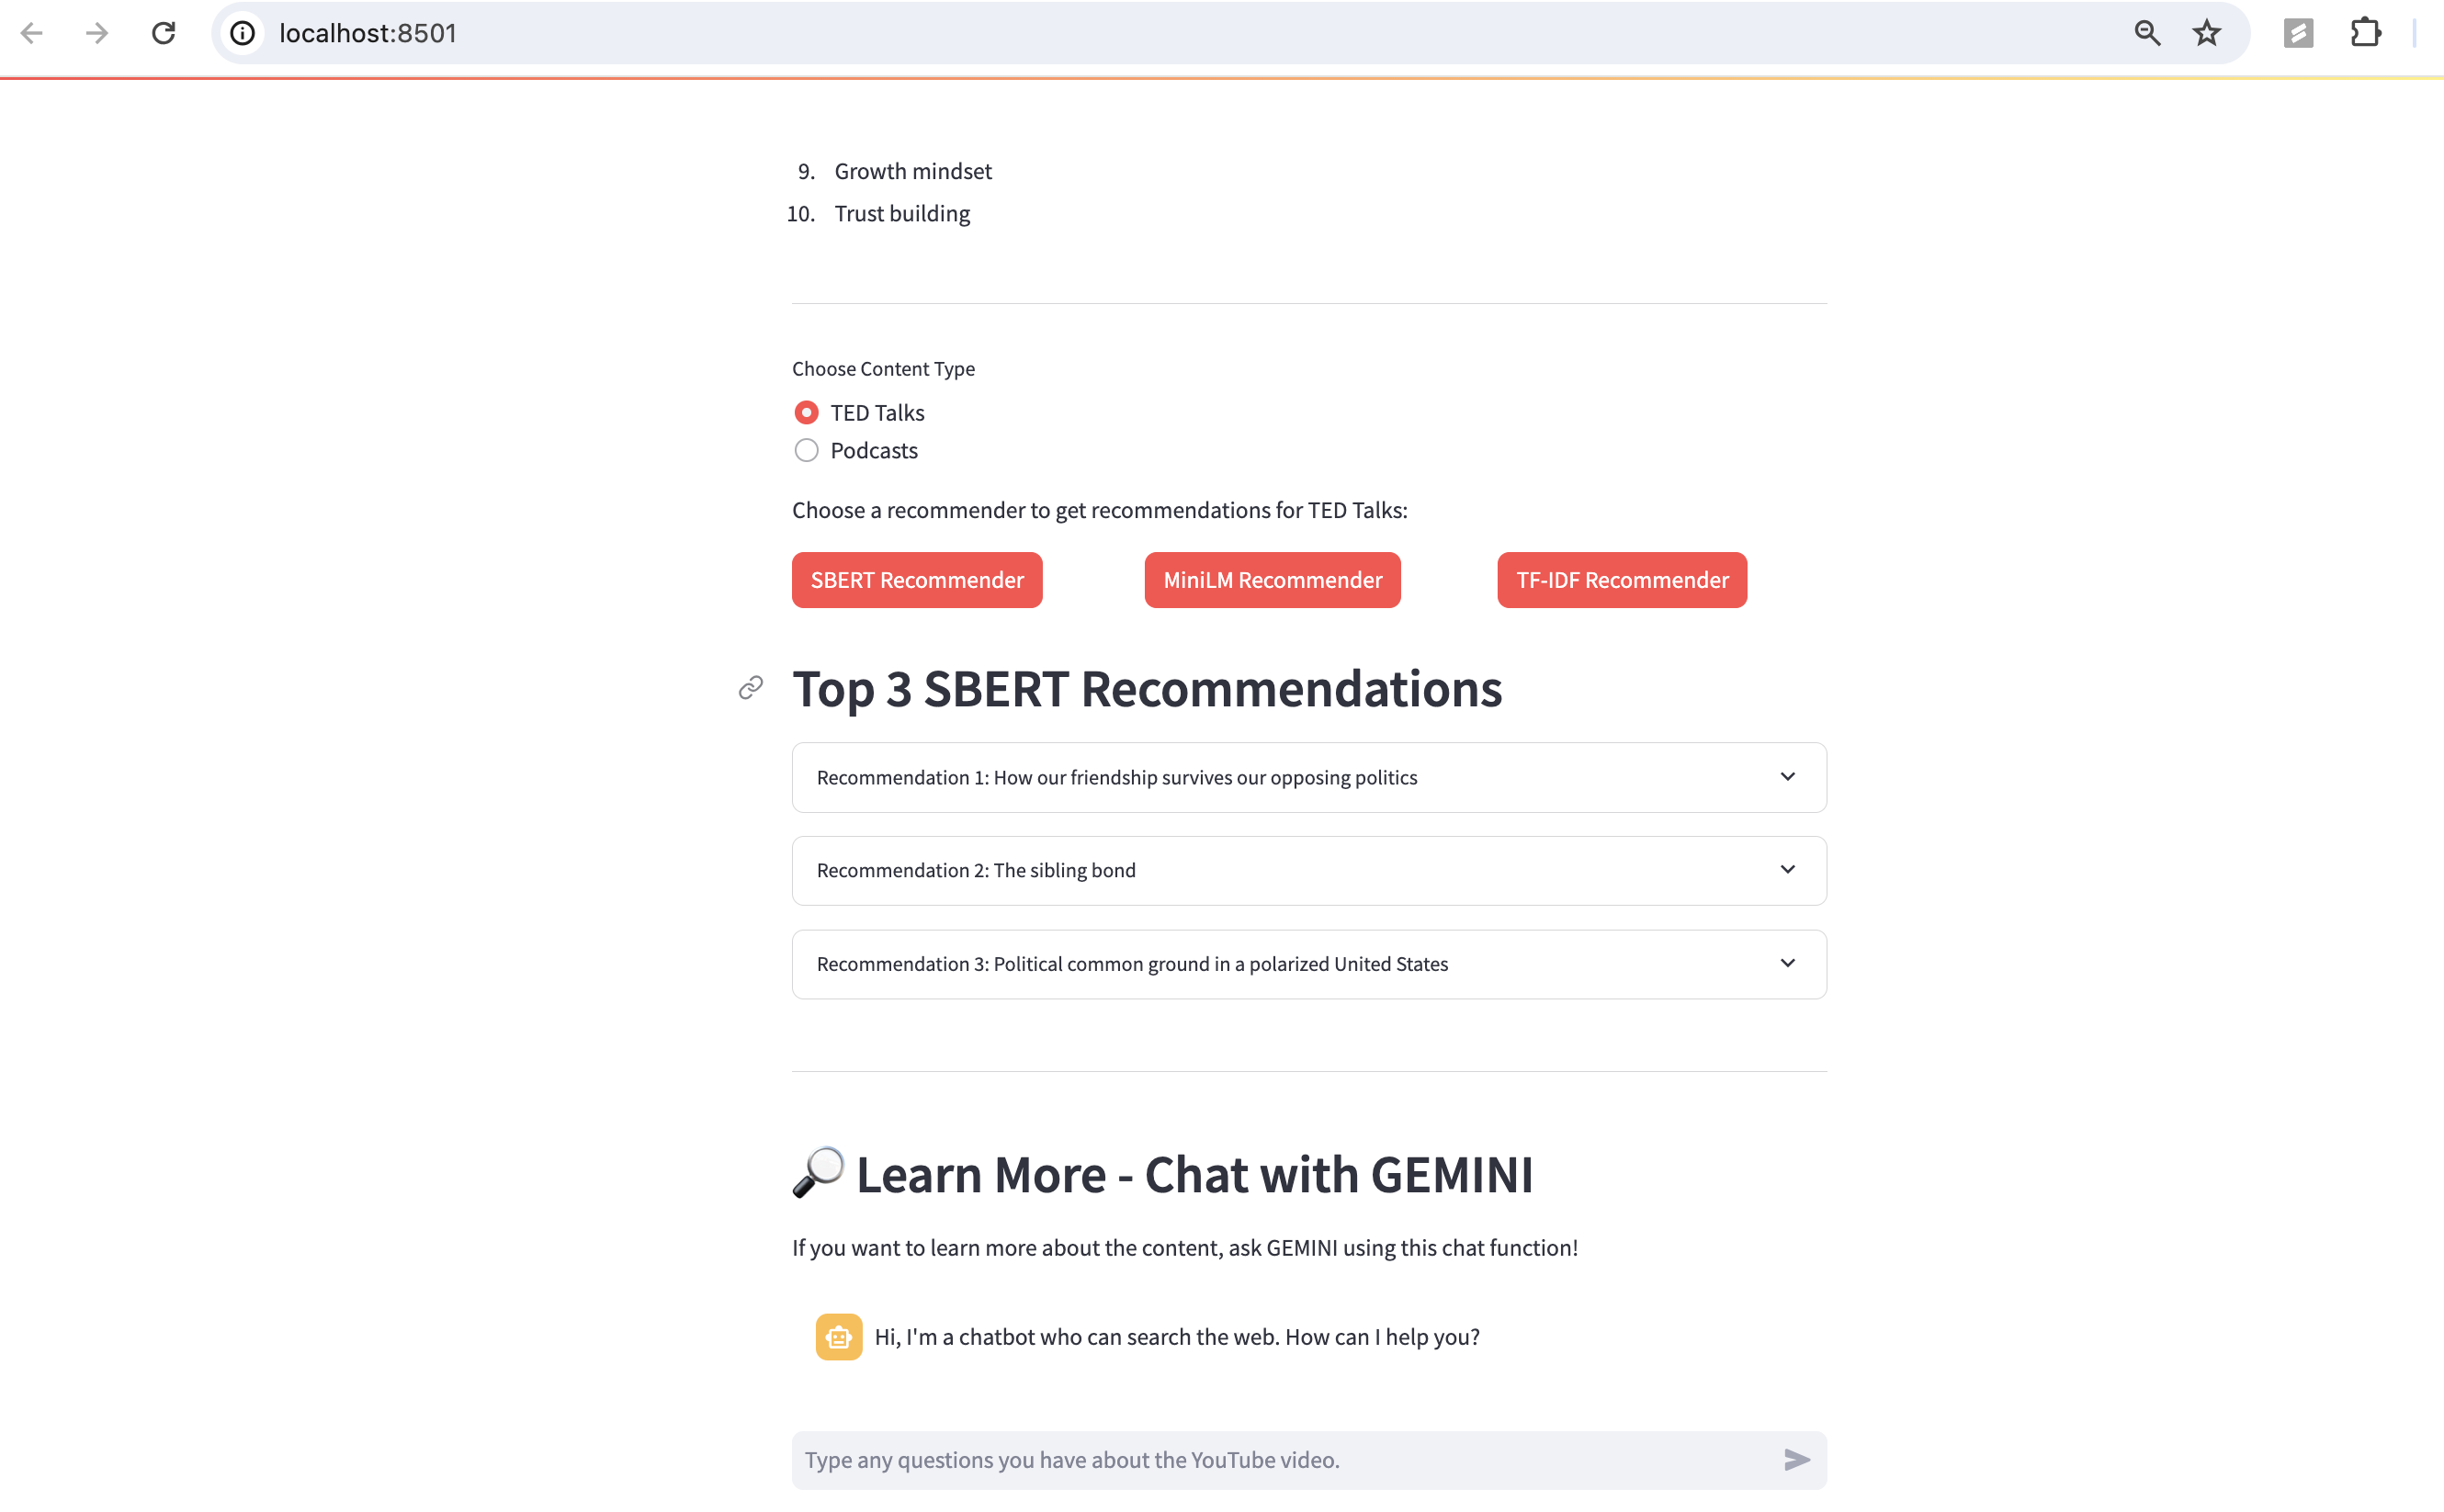 localhost:8501
9. Growth mindset
10. Trust building
Choose Content Type
TED Talks
Podcasts
Choose a recommender to get recommendations for TED Talks:
SBERT Recommender
MiniLM Recommender
TF-IDF Recommender
Top 3 SBERT Recommendations
Recommendation 1: How our friendship survives our opposing politics
Recommendation 2: The sibling bond
Recommendation 3: Political common ground in a polarized United States
Learn More - Chat with GEMINI
If you want to learn more about the content, ask GEMINI using this chat function!
Hi, I'm a chatbot who can search the web. How can I help you?
Type any questions you have about the YouTube video.